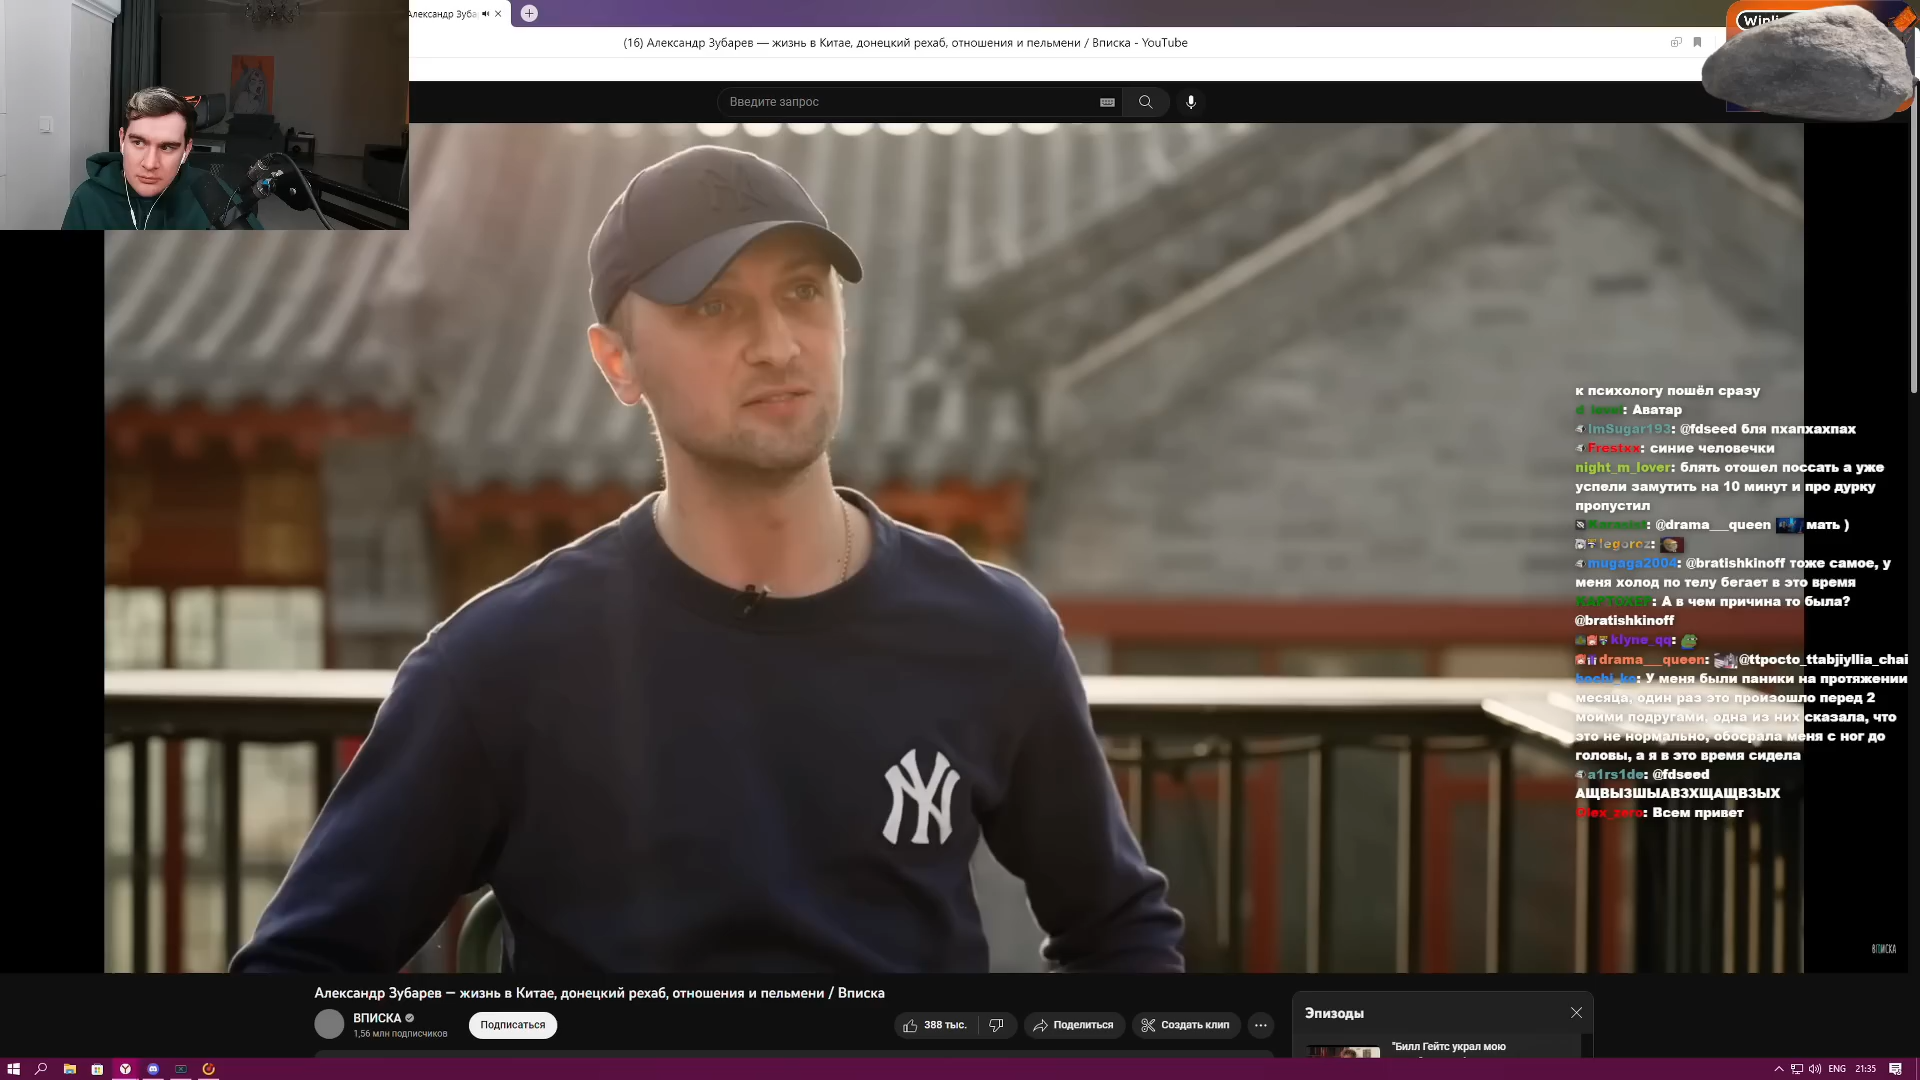 Александр Зуба
Winli
(16) Александр Зубарев — жизнь в Китае, донецкий рехаб, отношения и пельмени / Вписка - YouTube
Введите запрос
NY
к психологу пошёл сразу
: Аватар
ImSugar193: @fdseed бля пхапхахпах
Frestxx: синие человечки
night_m_lover: блять отошел поссать а уже
успели замутить на 10 минут и про дурку
пропустил
: @drama__queen мать )
!egoroz:
mugaga2004: @bratishkinoff тоже самое, у
меня холод по телу бегает в это время
: А в чем причина то была?
@bratishkinoff
klyne_qq:
drama__queen: @ttpocto_ttabjiyllia_chai
hochi_ko: У меня были паники на протяжении
месяца, один раз это произошло перед 2
моими подругами, одна из них сказала, что
это не нормально, обосрала меня с ног до
головы, а я в это время сидела
a1rs1de: @fdseed
АЩВЫЗШЫАВЗХЩАЩВЗЫХ
: Всем привет
ВПИСКА
Александр Зубарев — жизнь в Китае, донецкий рехаб, отношения и пельмени / Вписка
ВПИСКА
1,56 млн подписчиков
Подписаться
388 тыс.
Поделиться
Создать клип
Эпизоды
"Билл Гейтс украл мою
ENG
21:35